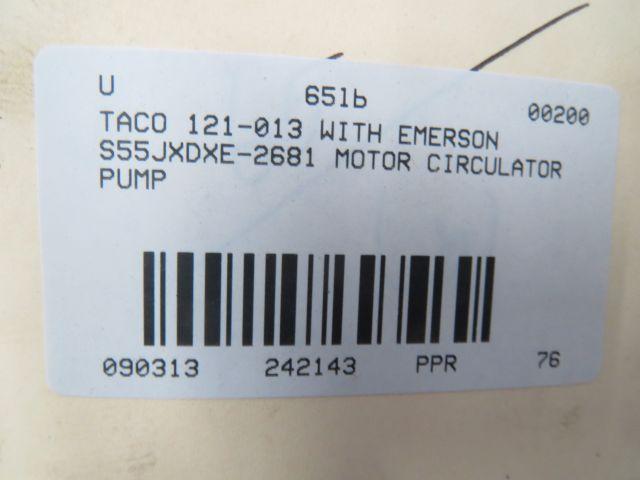 U 651b 00200
TACO 121-013 WITH EMERSON
S55JXDXE-2681 MOTOR CIRCULATOR
PUMP
090313 242143 PPR 76